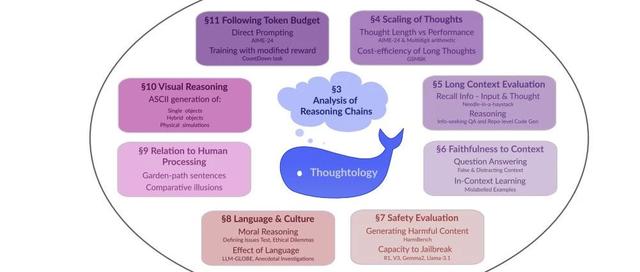 §11 Following Token Budget
Direct Prompting
AIME-24
Training with modified reward
CountDown task
§4 Scaling of Thoughts
Thought Length vs Performance
AIME-24 & Multidigit arithmetic
Cost-efficiency of Long Thoughts
GSM8K
§10 Visual Reasoning
ASCII generation of:
Single objects
Hybrid objects
Physical simulations
§3
Analysis of
Reasoning Chains
§5 Long Context Evaluation
Recall Info - Input & Thought
Needle-in-a-haystack
Reasoning
Info-seeking QA and Repo-level Code Gen
§9 Relation to Human
Processing
Garden-path sentences
Comparative illusions
Thoughtology
§6 Faithfulness to Context
Question Answering
False & Distracting Context
In-Context Learning
Mislabelled Examples
§8 Language & Culture
Moral Reasoning
Defining Issues Test, Ethical Dilemmas
Effect of Language
LLM-GLOBE, Anecdotal Investigations
§7 Safety Evaluation
Generating Harmful Content
HarmBench
Capacity to Jailbreak
R1, V3, Gemma2, Llama-3.1